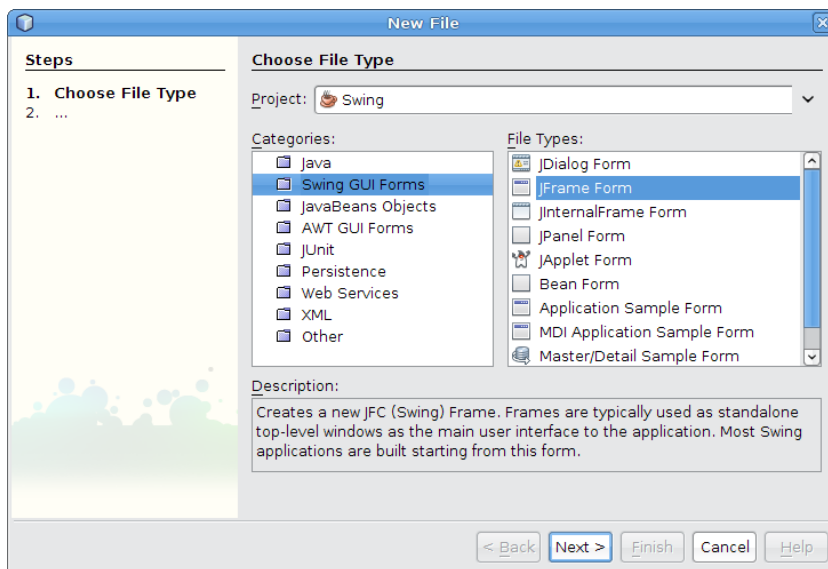 New File
Steps
1. Choose File Type
2. ...
Choose File Type
Project: Swing
Categories:
Java
Swing GUI Forms
JavaBeans Objects
AWT GUI Forms
JUnit
Persistence
Web Services
XML
Other
File Types:
JDialog Form
JFrame Form
JInternalFrame Form
JPanel Form
JApplet Form
Bean Form
Application Sample Form
MDI Application Sample Form
Master/Detail Sample Form
Description:
Creates a new JFC (Swing) Frame. Frames are typically used as standalone
top-level windows as the main user interface to the application. Most Swing
applications are built starting from this form.
< Back Next > Finish Cancel Help